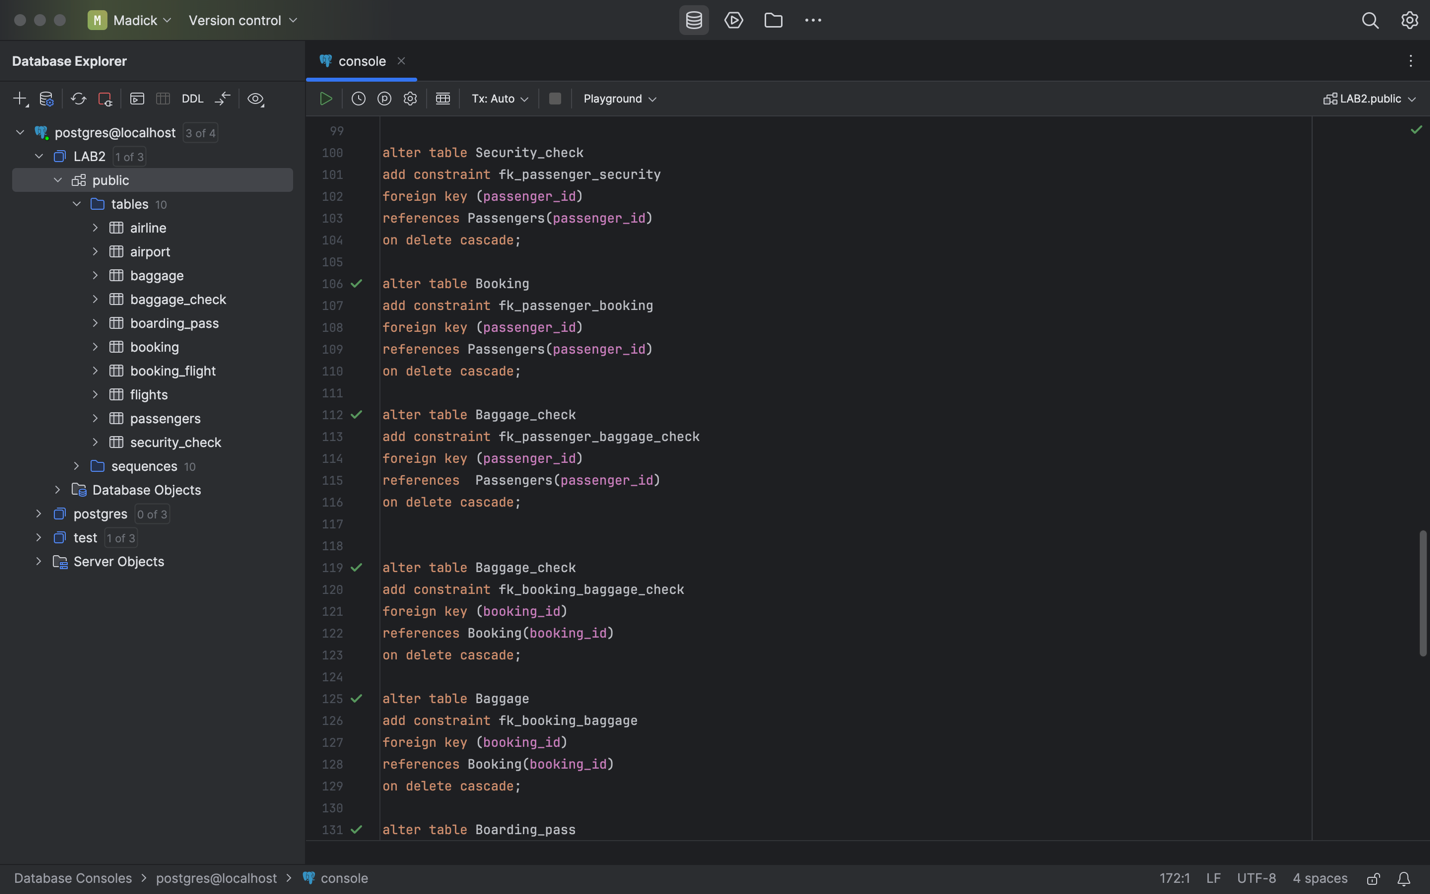 M Madick Version control
Database Explorer
console
DDL
Tx: Auto
Playground
LAB2.public
postgres@localhost 3 of 4
LAB2 1 of 3
public
tables 10
airline
airport
baggage
baggage_check
boarding_pass
booking
booking_flight
flights
passengers
security_check
sequences 10
Database Objects
postgres 0 of 3
test 1 of 3
Server Objects
99
100 alter table Security_check
101 add constraint fk_passenger_security
102 foreign key (passenger_id)
103 references Passengers(passenger_id)
104 on delete cascade;
105
106 alter table Booking
107 add constraint fk_passenger_booking
108 foreign key (passenger_id)
109 references Passengers(passenger_id)
110 on delete cascade;
111
112 alter table Baggage_check
113 add constraint fk_passenger_baggage_check
114 foreign key (passenger_id)
115 references  Passengers(passenger_id)
116 on delete cascade;
117
118
119 alter table Baggage_check
120 add constraint fk_booking_baggage_check
121 foreign key (booking_id)
122 references Booking(booking_id)
123 on delete cascade;
124
125 alter table Baggage
126 add constraint fk_booking_baggage
127 foreign key (booking_id)
128 references Booking(booking_id)
129 on delete cascade;
130
131 alter table Boarding_pass
Database Consoles > postgres@localhost > console
172:1 LF UTF-8 4 spaces